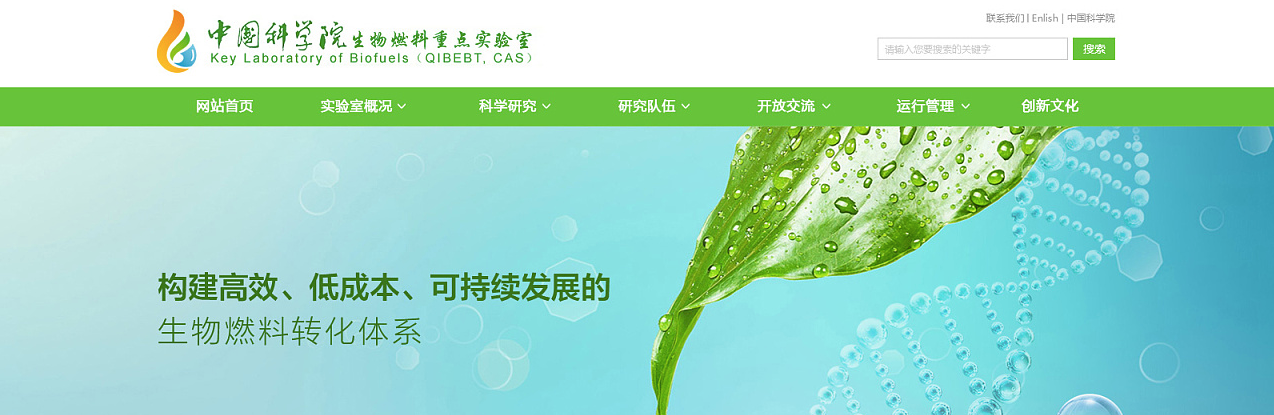 联系我们 | Enlish | 中国科学院
中国科学院生物燃料重点实验室
Key Laboratory of Biofuels (QIBEBT, CAS)
请输入您要搜索的关键字 搜索
网站首页 实验室概况 科学研究 研究队伍 开放交流 运行管理 创新文化
构建高效、低成本、可持续发展的
生物燃料转化体系